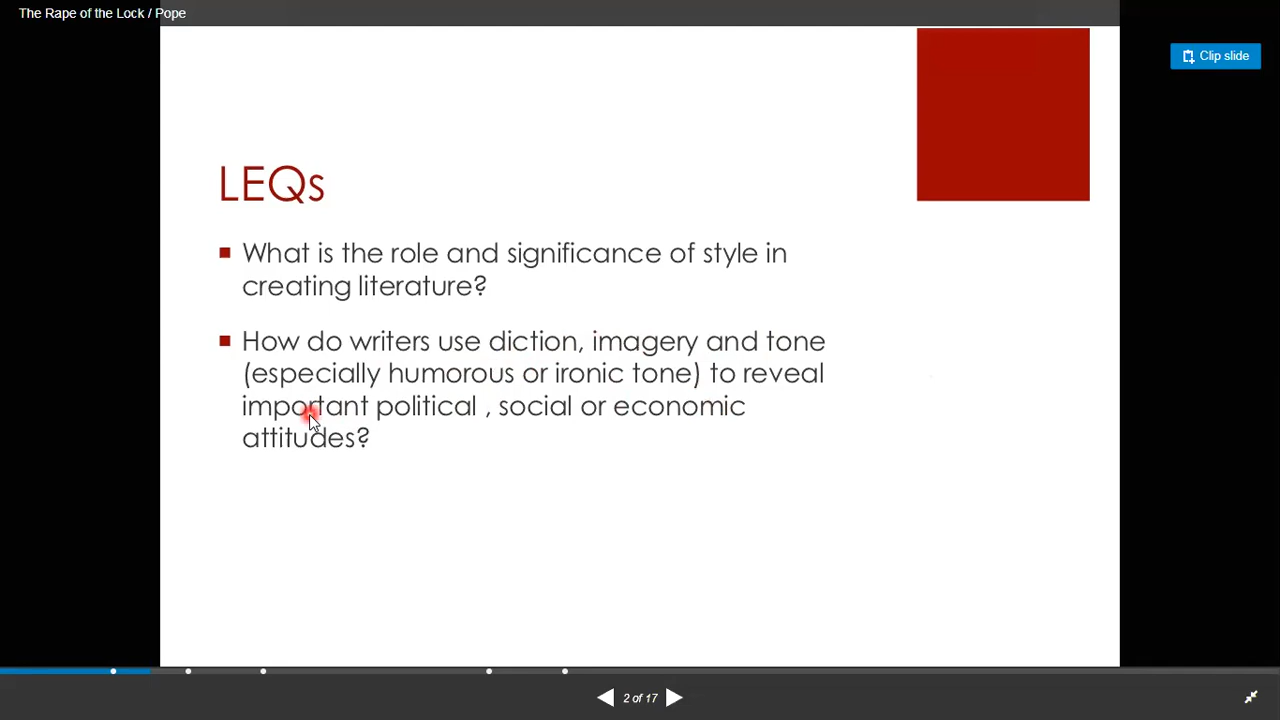 The Rape of the Lock / Pope
Clip slide
LEQs
What is the role and significance of style in
creating literature?
How do writers use diction, imagery and tone
(especially humorous or ironic tone) to reveal
important political , social or economic
attitudes?
2 of 17